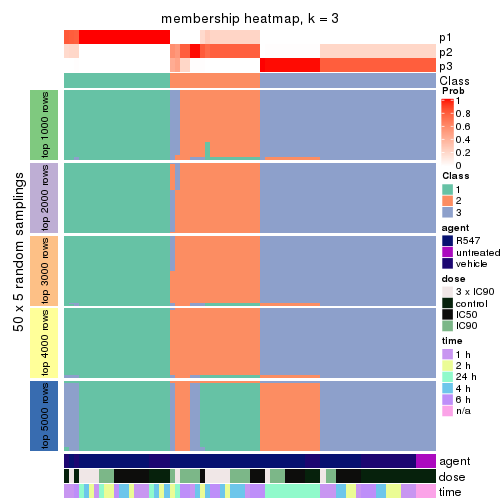 membership heatmap, k = 3
p1
p2
p3
Class
50 x 5 random samplings
top 1000 rows
top 2000 rows
top 3000 rows
top 4000 rows
top 5000 rows
agent
dose
time
Prob
1
0.8
0.6
0.4
0.2
0
Class
1
2
3
agent
R547
untreated
vehicle
dose
3 x IC90
control
IC50
IC90
time
1 h
2 h
24 h
4 h
6 h
n/a